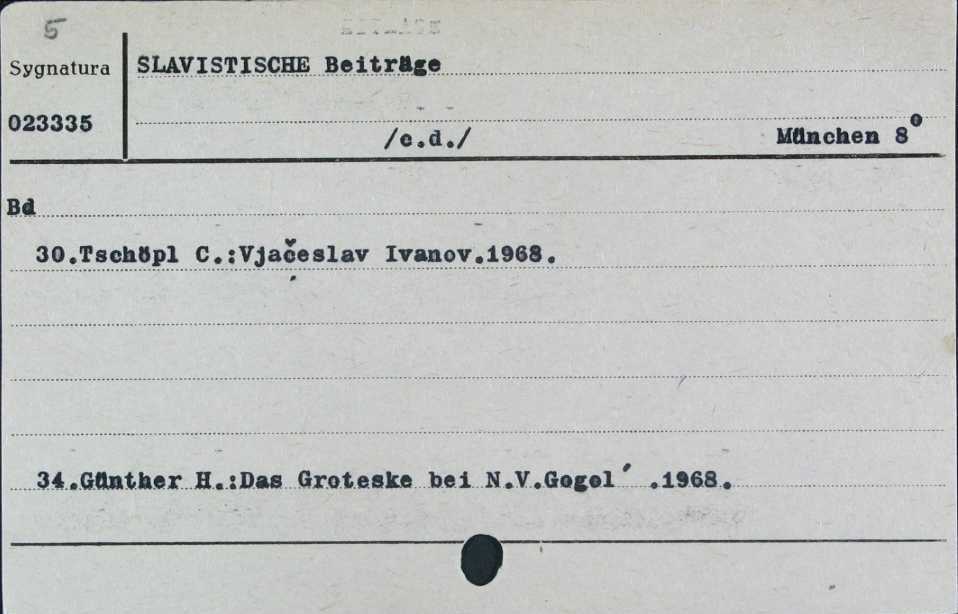 5
Sygnatura SLAVISTISCHE Beiträge
023335
/c.d./ München 8°
Bd
30.Tschöpl C.:Vjačeslav Ivanov.1968.
34.Günther H.:Das Groteske bei N.V.Gogol´ .1968.